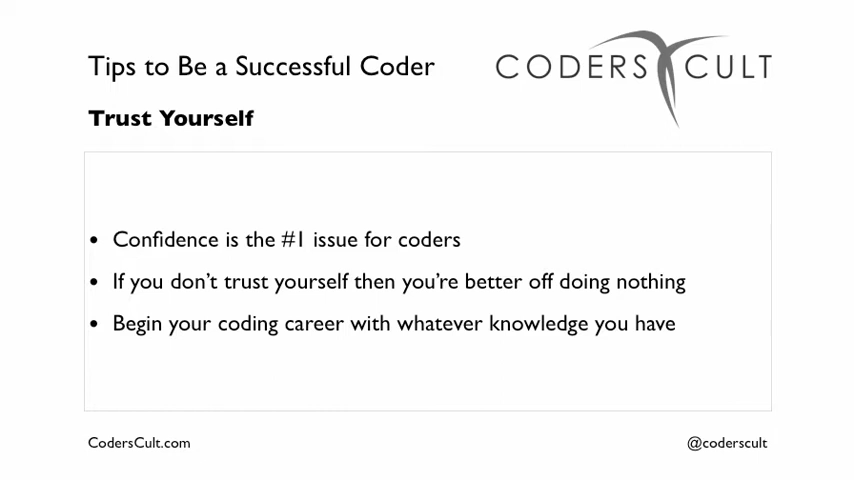 Tips to Be a Successful Coder
CODERS CULT
Trust Yourself
• Confidence is the #1 issue for coders
• If you don't trust yourself then you're better off doing nothing
• Begin your coding career with whatever knowledge you have
CodersCult.com
@coderscult